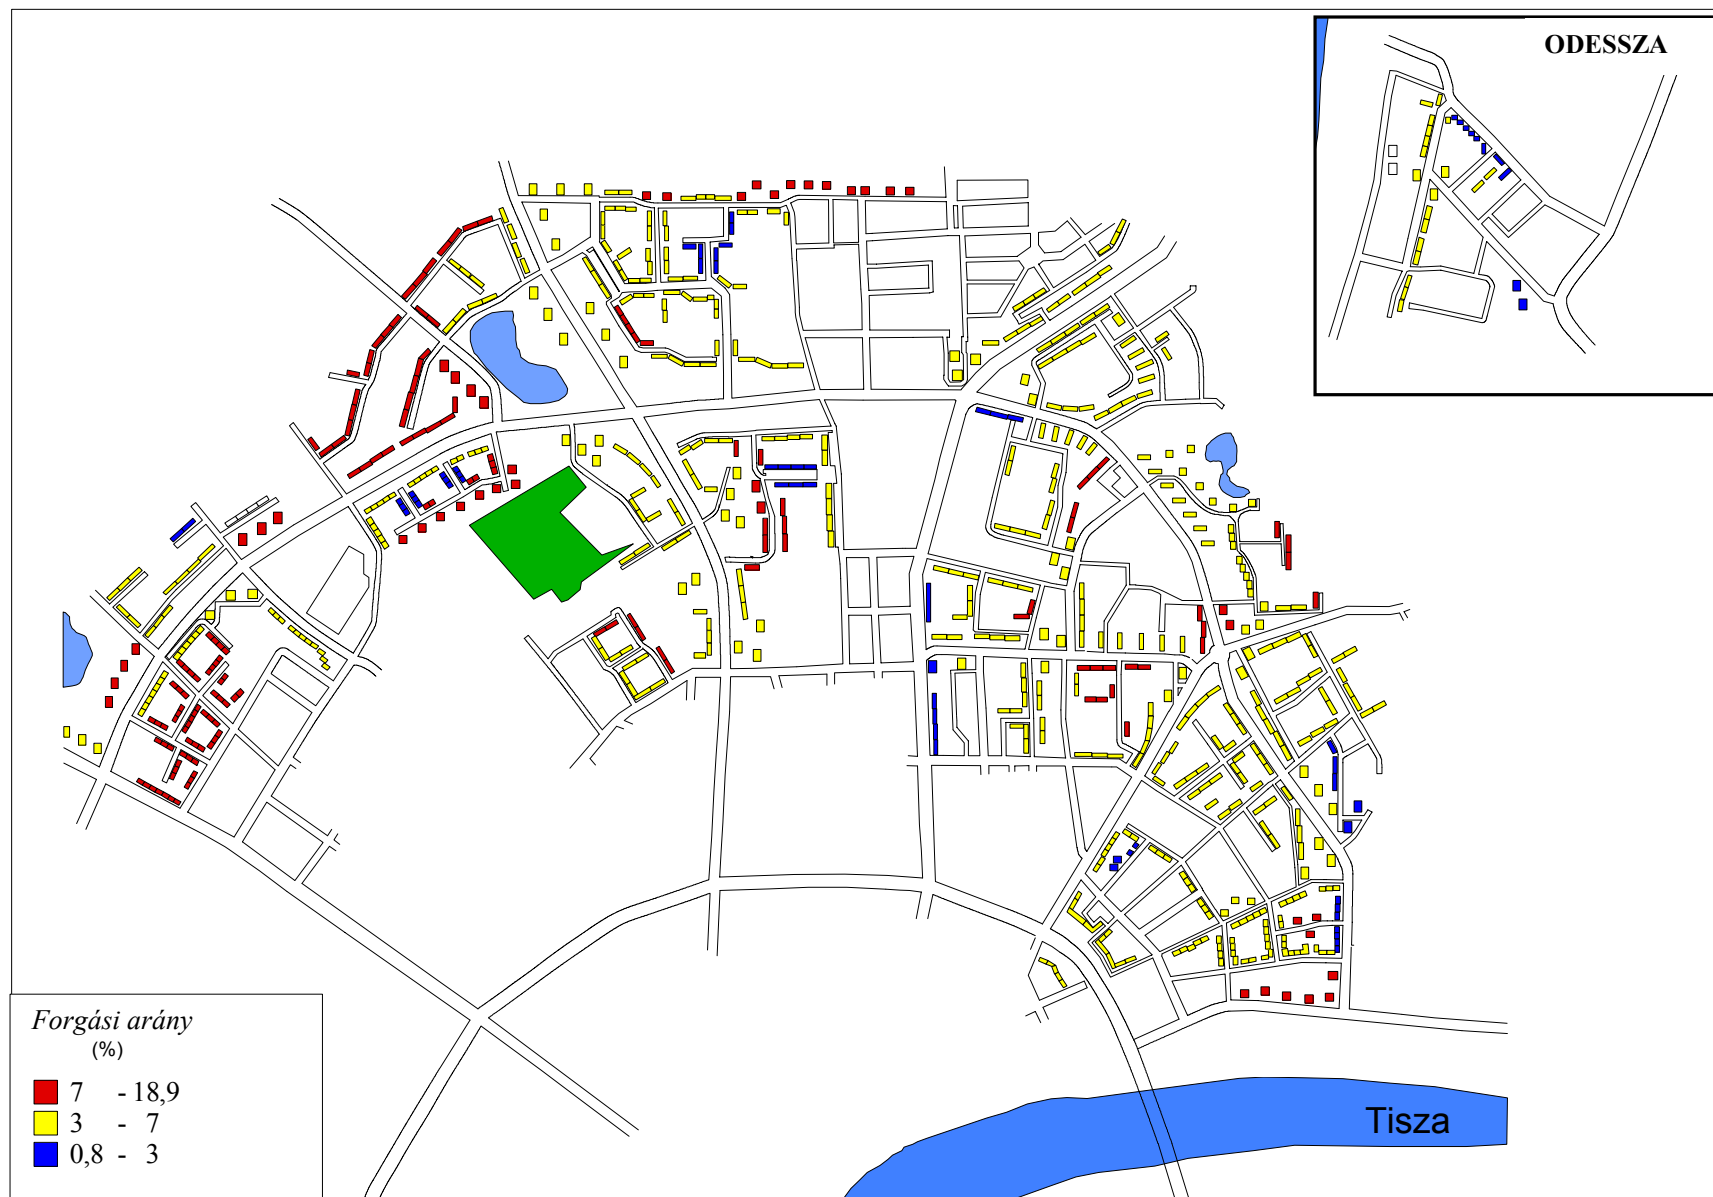 ODESSZA
Forgási arány
(%)
7 - 18,9
3 - 7
0,8 - 3
Tisza